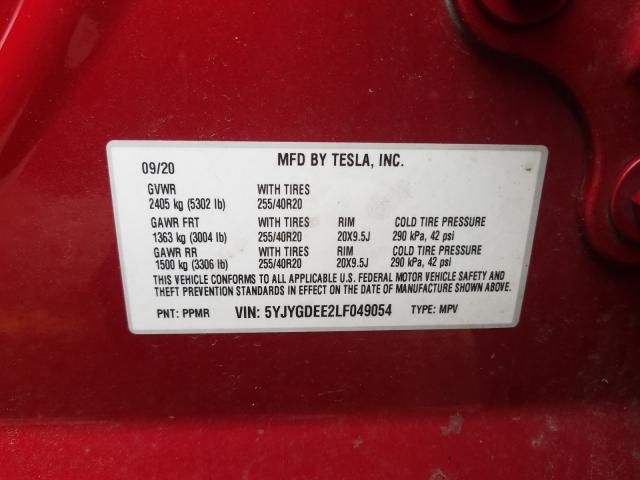 09/20 MFD BY TESLA, INC.
GVWR WITH TIRES
2405 kg (5302 lb) 255/40R20
GAWR FRT WITH TIRES RIM COLD TIRE PRESSURE
1363 kg (3004 lb) 255/40R20 20X9.5J 290 kPa, 42 psi
GAWR RR WITH TIRES RIM COLD TIRE PRESSURE
1500 kg (3306 lb) 255/40R20 20X9.5J 290 kPa, 42 psi
THIS VEHICLE CONFORMS TO ALL APPLICABLE U.S. FEDERAL MOTOR VEHICLE SAFETY AND
THEFT PREVENTION STANDARDS IN EFFECT ON THE DATE OF MANUFACTURE SHOWN ABOVE.
PNT: PPMR VIN: 5YJYGDEE2LF049054 TYPE: MPV